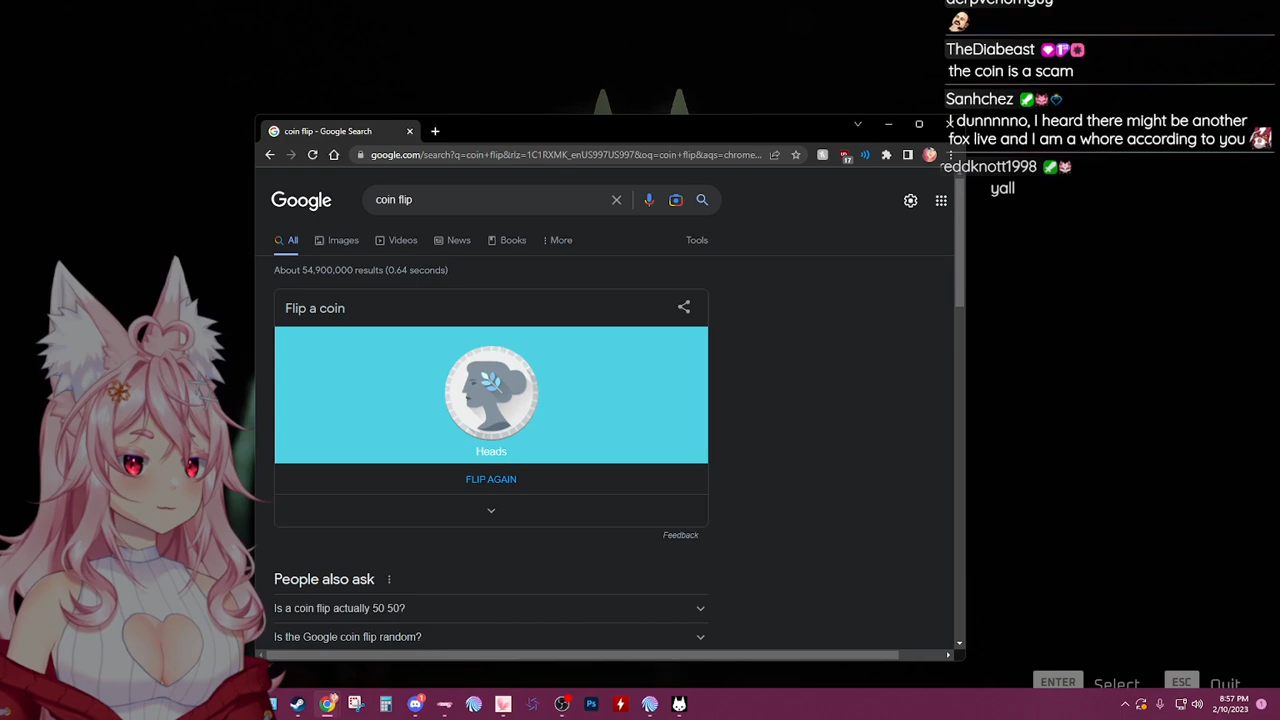 derpvenomguy
TheDiabeast
the coin is a scam
Sanhchez
I dunnnnno, I heard there might be another
fox live and I am a whore according to you
reddknott1998
yall
coin flip - Google Search
google.com/search?q=coin+flip&rlz=1C1RXMK_enUS997US997&oq=coin+flip&aqs=chrome...
17
Google
coin flip
All
Images
Videos
News
Books
More
Tools
About 54,900,000 results (0.64 seconds)
Flip a coin
Heads
FLIP AGAIN
Feedback
People also ask
Is a coin flip actually 50 50?
Is the Google coin flip random?
ENTER Select ESC Quit
8:57 PM
2/10/2023